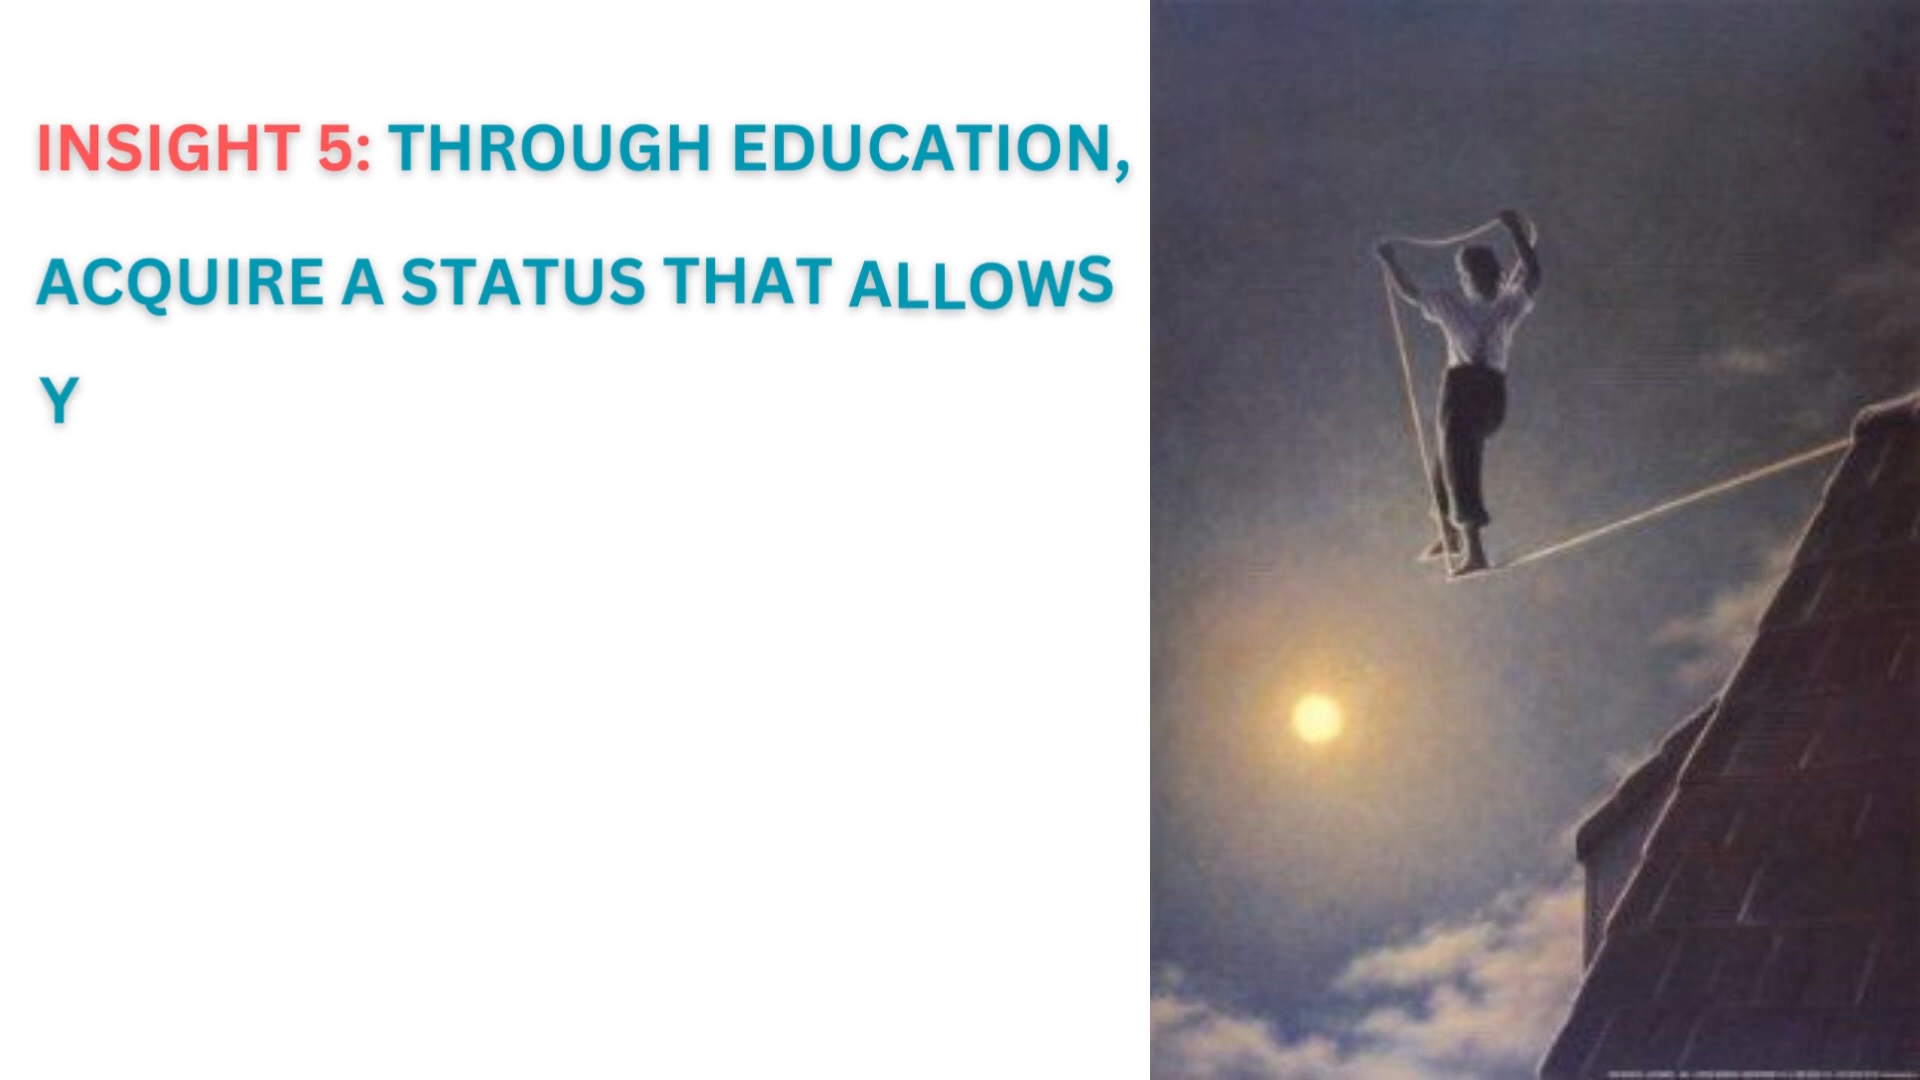 INSIGHT 5: THROUGH EDUCATION,
ACQUIRE A STATUS THAT ALLOWS
Y